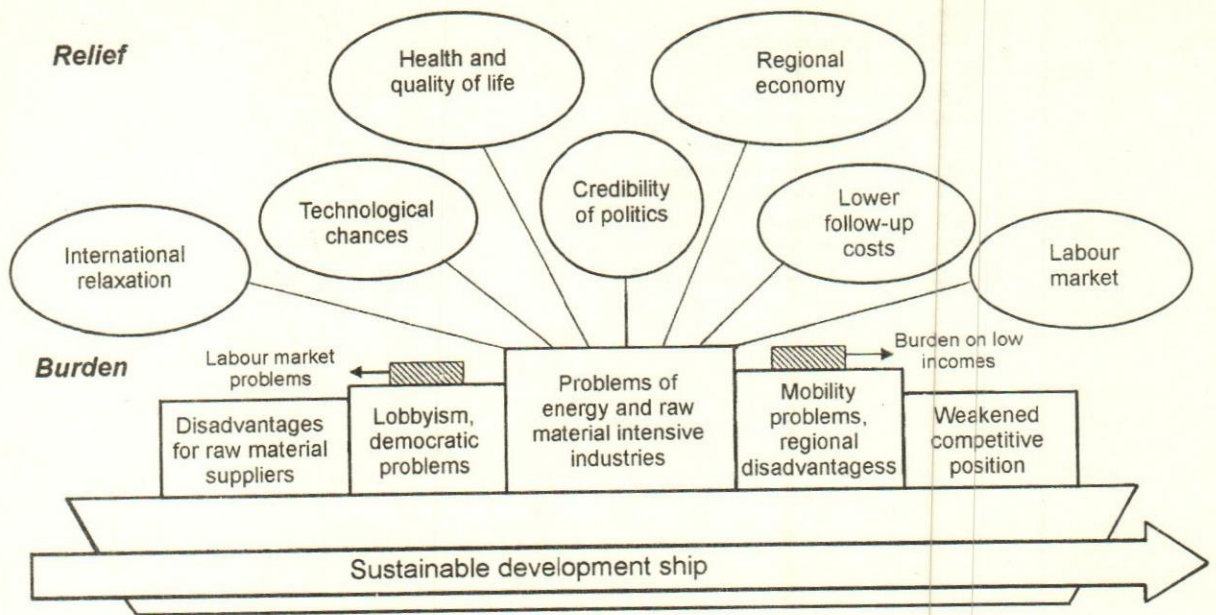 Relief
Health and
quality of life
Regional
economy
Technological
chances
Credibility
of politics
Lower
follow-up
costs
International
relaxation
Labour
market
Burden
Labour market
problems
Burden on low
incomes
Disadvantages
for raw material
suppliers
Lobbyism,
democratic
problems
Problems of
energy and raw
material intensive
industries
Mobility
problems,
regional
disadvantagess
Weakened
competitive
position
Sustainable development ship